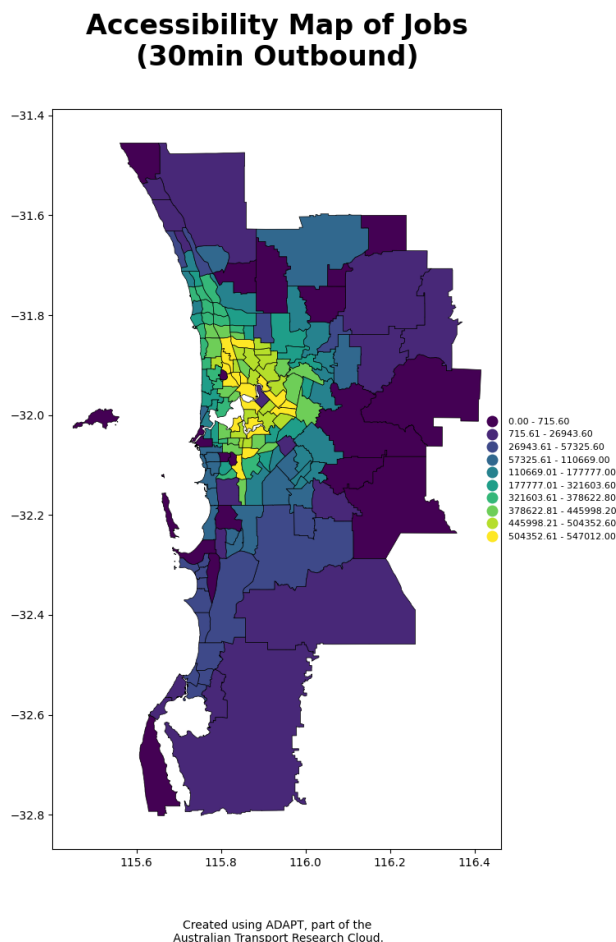 Accessibility Map of Jobs
(30min Outbound)
−31.4
−31.6
−31.8
−32.0
−32.2
−32.4
−32.6
−32.8
115.6
115.8
116.0
116.2
116.4
0.00 - 715.60
715.61 - 26943.60
26943.61 - 57325.60
57325.61 - 110669.00
110669.01 - 177777.00
177777.01 - 321603.60
321603.61 - 378622.80
378622.81 - 445998.20
445998.21 - 504352.60
504352.61 - 547012.00
Created using ADAPT, part of the
Australian Transport Research Cloud.